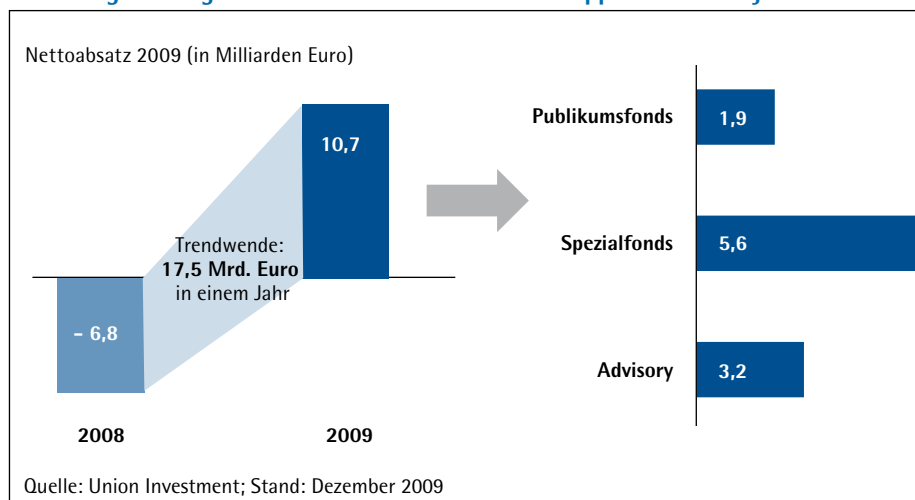 Nettoabsatz 2009 (in Milliarden Euro)
10,7
Trendwende:
17,5 Mrd. Euro
in einem Jahr
- 6,8
2008
2009
Publikumsfonds
1,9
Spezialfonds
5,6
Advisory
3,2
Quelle: Union Investment; Stand: Dezember 2009